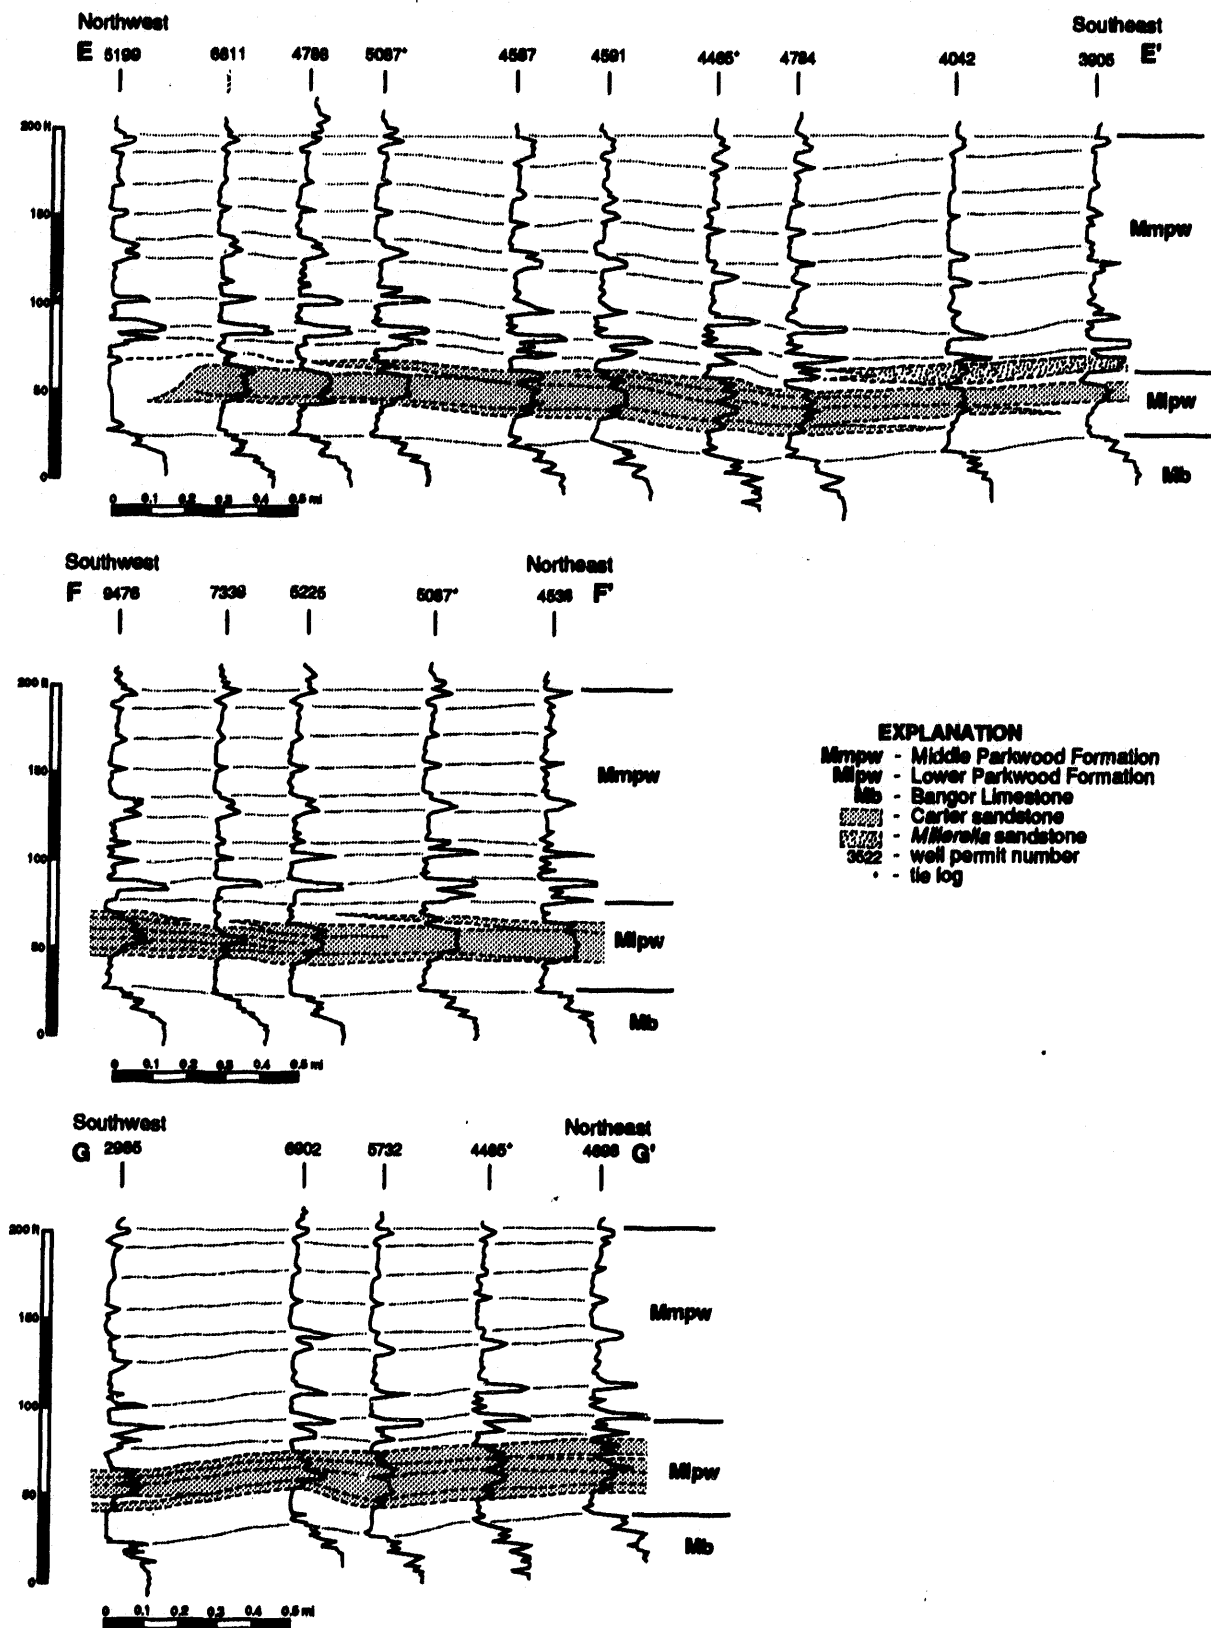 Northwest Southeast
E 5199 6611 4786 5087* 4587 4591 4465* 4784 4042 3905 E'
200 ft
150
Mmpw
100
50
Mlpw
0
Mb
0 0.1 0.2 0.3 0.4 0.5 mi
Southwest Northeast
F 9476 7339 5225 5087* 4536 F'
200 ft
EXPLANATION
Mmpw - Middle Parkwood Formation
150
Mmpw
Mlpw - Lower Parkwood Formation
Mb - Bangor Limestone
- Carter sandstone
- Millerella sandstone
100
3522 - well permit number
* - tie log
50
Mlpw
0
Mb
0 0.1 0.2 0.3 0.4 0.5 mi
Southwest Northeast
G 2985 6902 5732 4465* 4698 G'
200 ft
150
Mmpw
100
50
Mlpw
0
Mb
0 0.1 0.2 0.3 0.4 0.5 mi